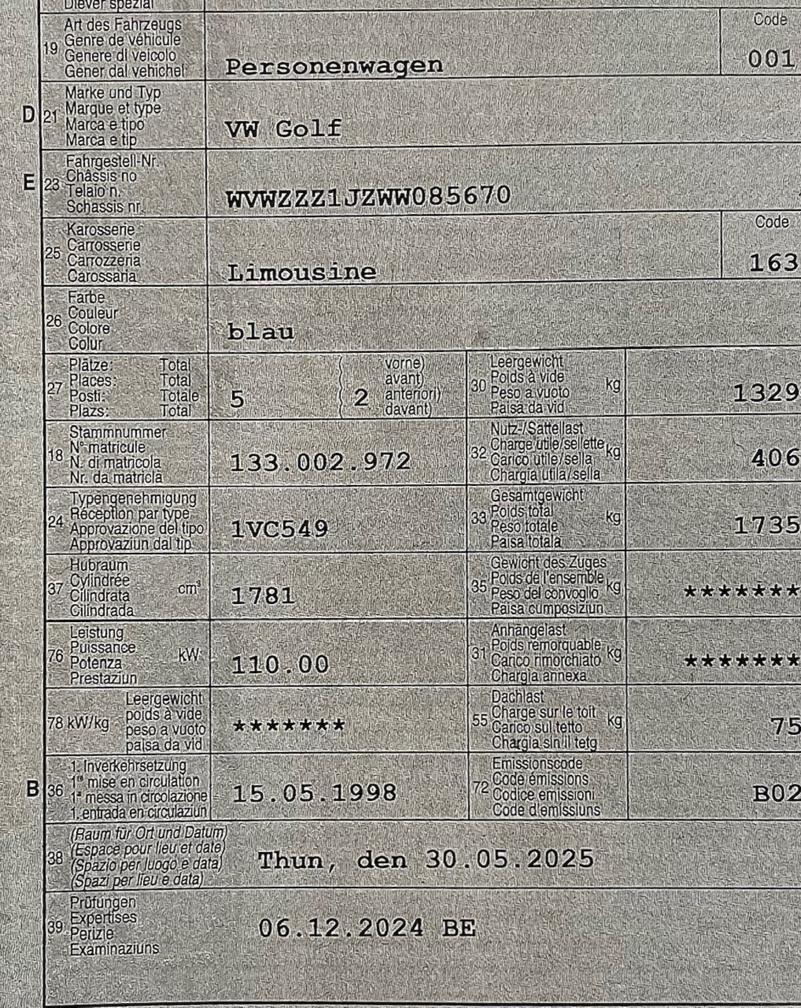 Diever spezial
Art des Fahrzeugs Code
19 Genre de véhicule
Genere di veicolo
Gener dal vehichel Personenwagen 001
Marke und Typ
D 21 Marque et type
Marca e tipo
Marca e tip VW Golf
Fahrgestell-Nr.
E 23 Châssis no
Telaio n.
Schassis nr. WVWZZZ1JZWW085670
Karosserie Code
25 Carrosserie
Carrozzeria
Carossaria Limousine 163
Farbe
26 Couleur
Colore
Colur blau
Plätze: Total vorne) Leergewicht
27 Places: Total avant) 30 Poids à vide kg
Posti: Totale 5 ( 2 anteriori) Peso a vuoto 1329
Plazs: Total davant) Paisa da vid
Stammnummer Nutz-/Sattellast
18 N° matricule 32 Charge utile/sellette kg
N. di matricola 133.002.972 Carico utile/sella 406
Nr. da matricla Chargia utila/sella
Typengenehmigung Gesamtgewicht
24 Réception par type 33 Poids total kg
Approvazione del tipo 1VC549 Peso totale 1735
Approvaziun dal tip Paisa totala
Hubraum Gewicht des Zuges
37 Cylindrée cm³ 35 Poids de l'ensemble kg
Cilindrata 1781 Peso del convoglio *******
Cilindrada Paisa cumposiziun
Leistung Anhängelast
76 Puissance kW 31 Poids remorquable kg
Potenza 110.00 Carico rimorchiato *******
Prestaziun Chargia annexa
Leergewicht Dachlast
78 kW/kg poids à vide 55 Charge sur le toit kg
peso a vuoto ******* Carico sul tetto 75
paisa da vid Chargia sin il tetg
1. Inverkehrsetzung Emissionscode
B 36 1re mise en circulation 72 Code émissions
1a messa in circolazione 15.05.1998 Codice emissioni B02
1. entrada en circulaziun Code d'emissiuns
(Raum für Ort und Datum)
38 (Espace pour lieu et date)
(Spazio per luogo e data) Thun, den 30.05.2025
(Spazi per lieu e data)
Prüfungen
39 Expertises 06.12.2024 BE
Perizie
Examinaziuns